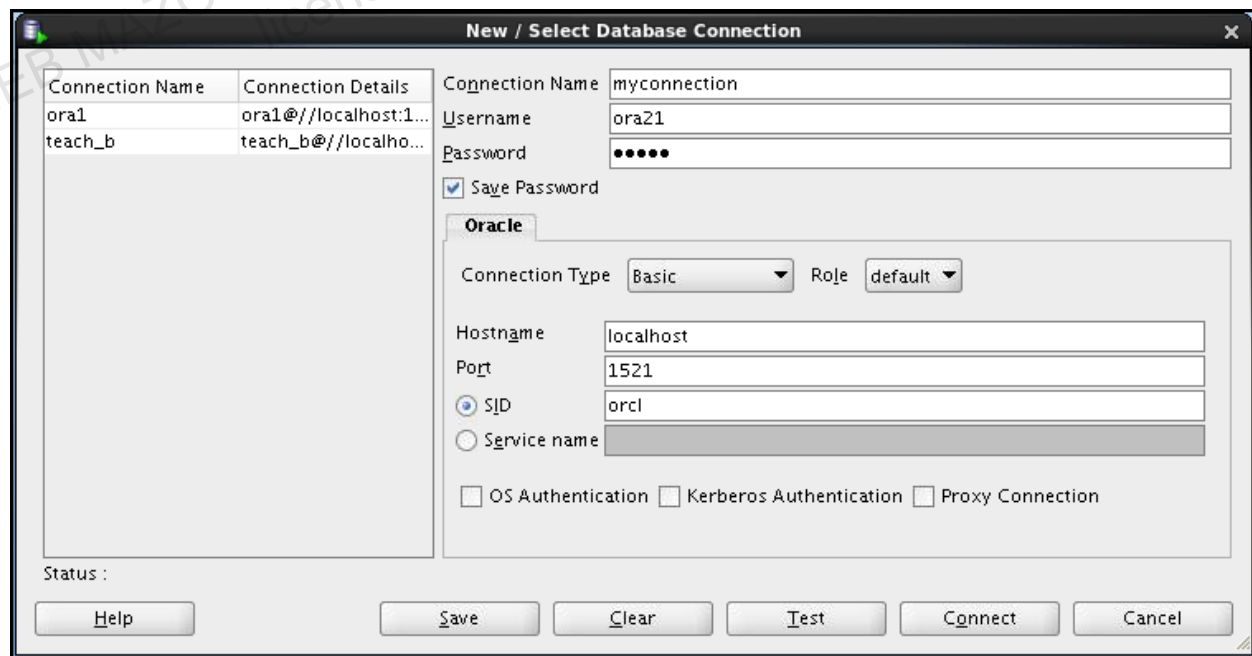 New / Select Database Connection
Connection Name Connection Details
ora1 ora1@//localhost:1...
teach_b teach_b@//localho...
Connection Name myconnection
Username ora21
Password •••••
Save Password
Oracle
Connection Type Basic Role default
Hostname localhost
Port 1521
SID orcl
Service name
OS Authentication Kerberos Authentication Proxy Connection
Status :
Help Save Clear Test Connect Cancel